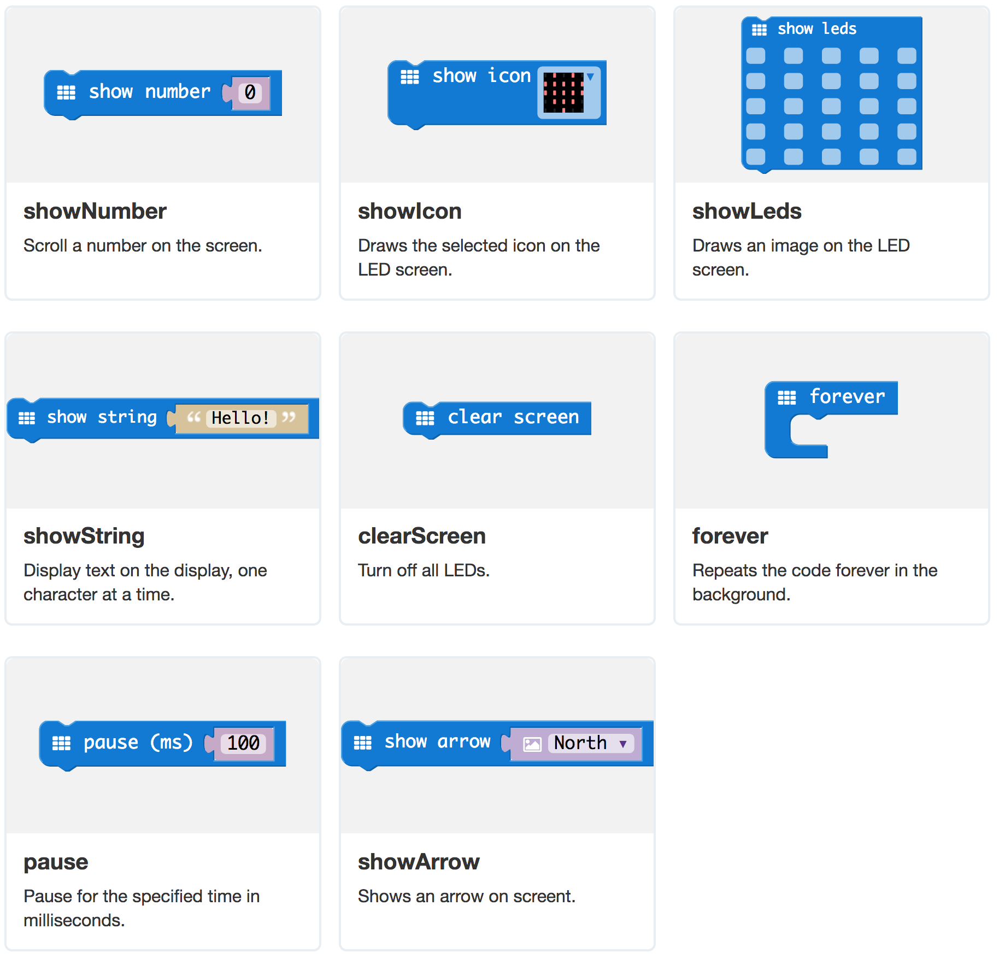 show number 0
showNumber
Scroll a number on the screen.
show icon
showIcon
Draws the selected icon on the
LED screen.
show leds
showLeds
Draws an image on the LED
screen.
show string “ Hello! ”
showString
Display text on the display, one
character at a time.
clear screen
clearScreen
Turn off all LEDs.
forever
forever
Repeats the code forever in the
background.
pause (ms) 100
pause
Pause for the specified time in
milliseconds.
show arrow North
showArrow
Shows an arrow on screent.